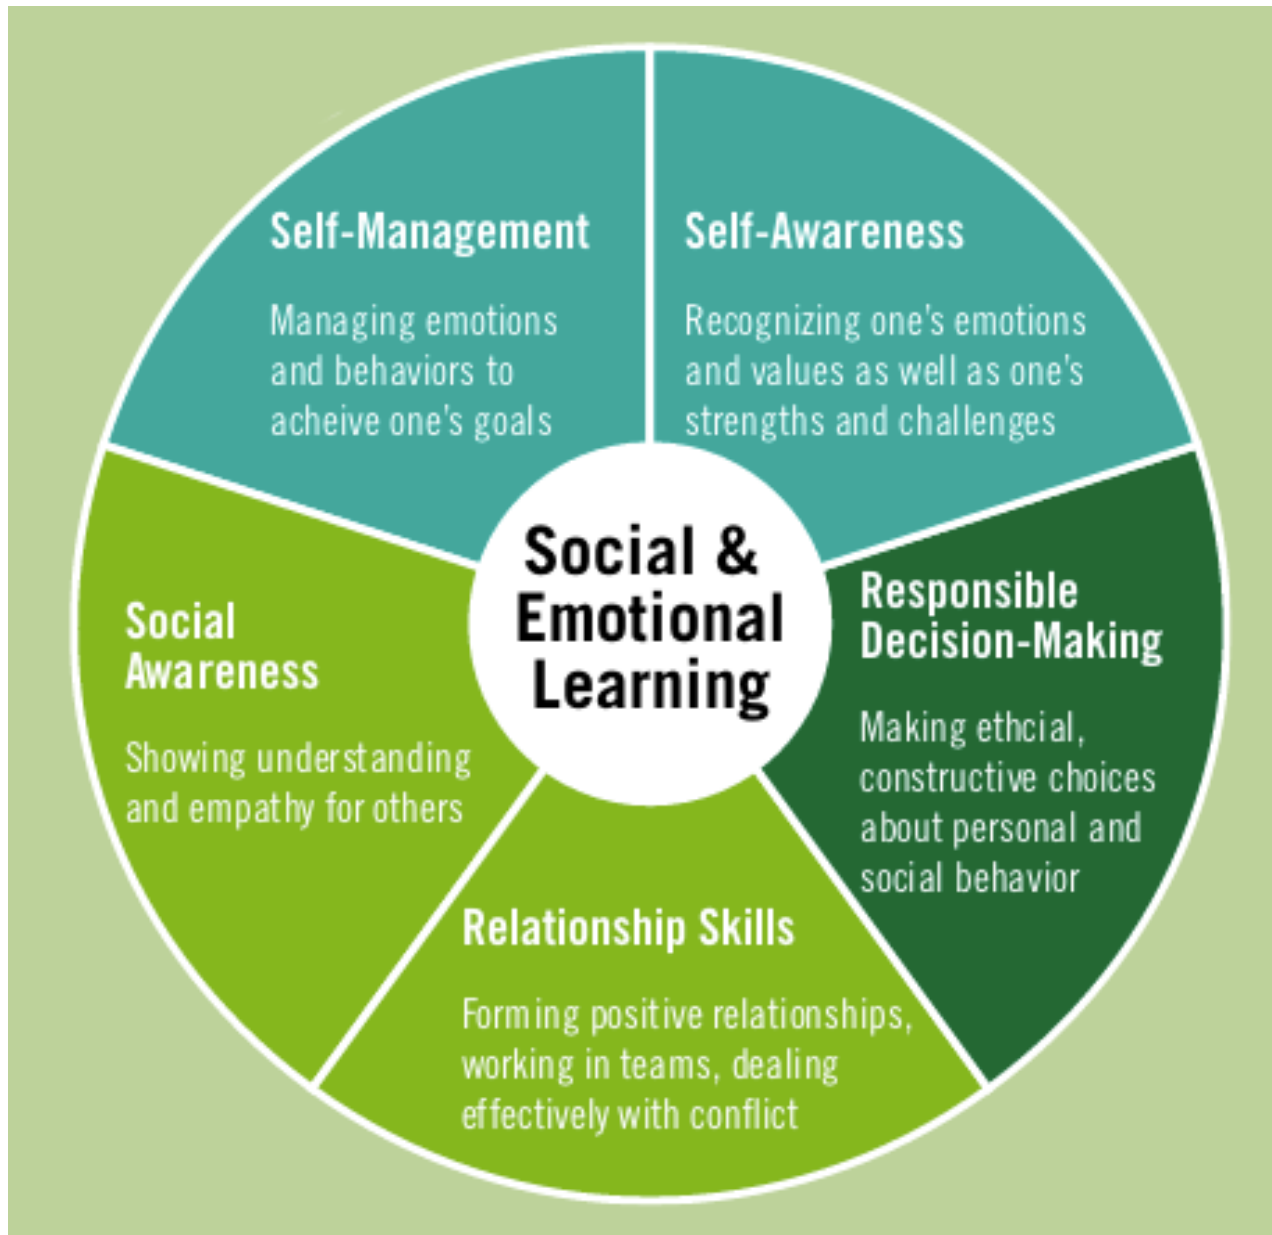 Self-Management
Managing emotions
and behaviors to
acheive one's goals
Self-Awareness
Recognizing one's emotions
and values as well as one's
strengths and challenges
Social &
Emotional
Learning
Social
Awareness
Showing understanding
and empathy for others
Responsible
Decision-Making
Making ethcial,
constructive choices
about personal and
social behavior
Relationship Skills
Forming positive relationships,
working in teams, dealing
effectively with conflict